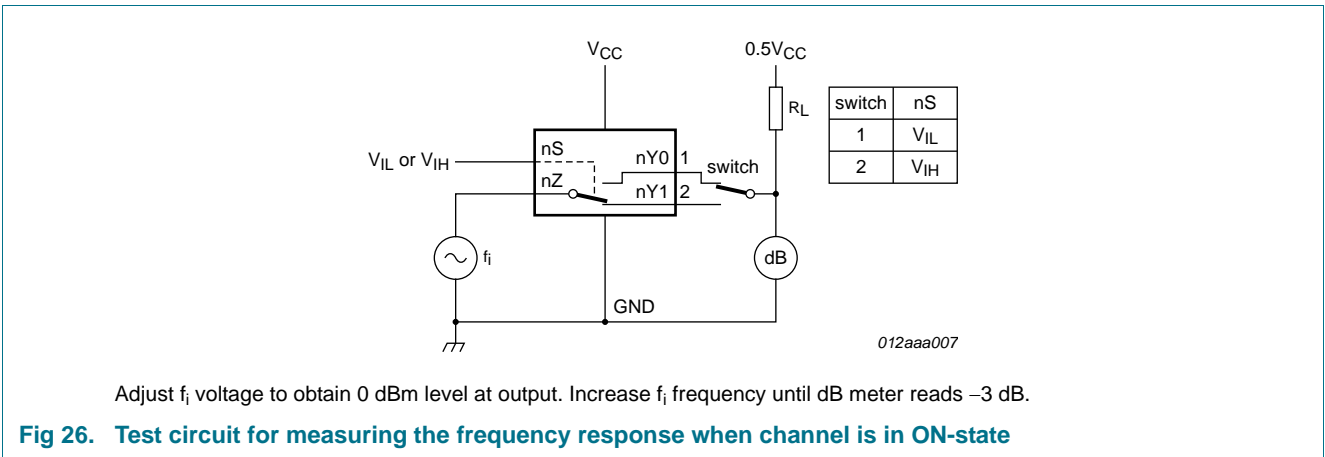 VCC
0.5VCC
RL
switch nS
1 VIL
2 VIH
VIL or VIH
nS
nZ
nY0 1
nY1 2
switch
fi
dB
GND
012aaa007
Adjust fi voltage to obtain 0 dBm level at output. Increase fi frequency until dB meter reads −3 dB.
Fig 26. Test circuit for measuring the frequency response when channel is in ON-state